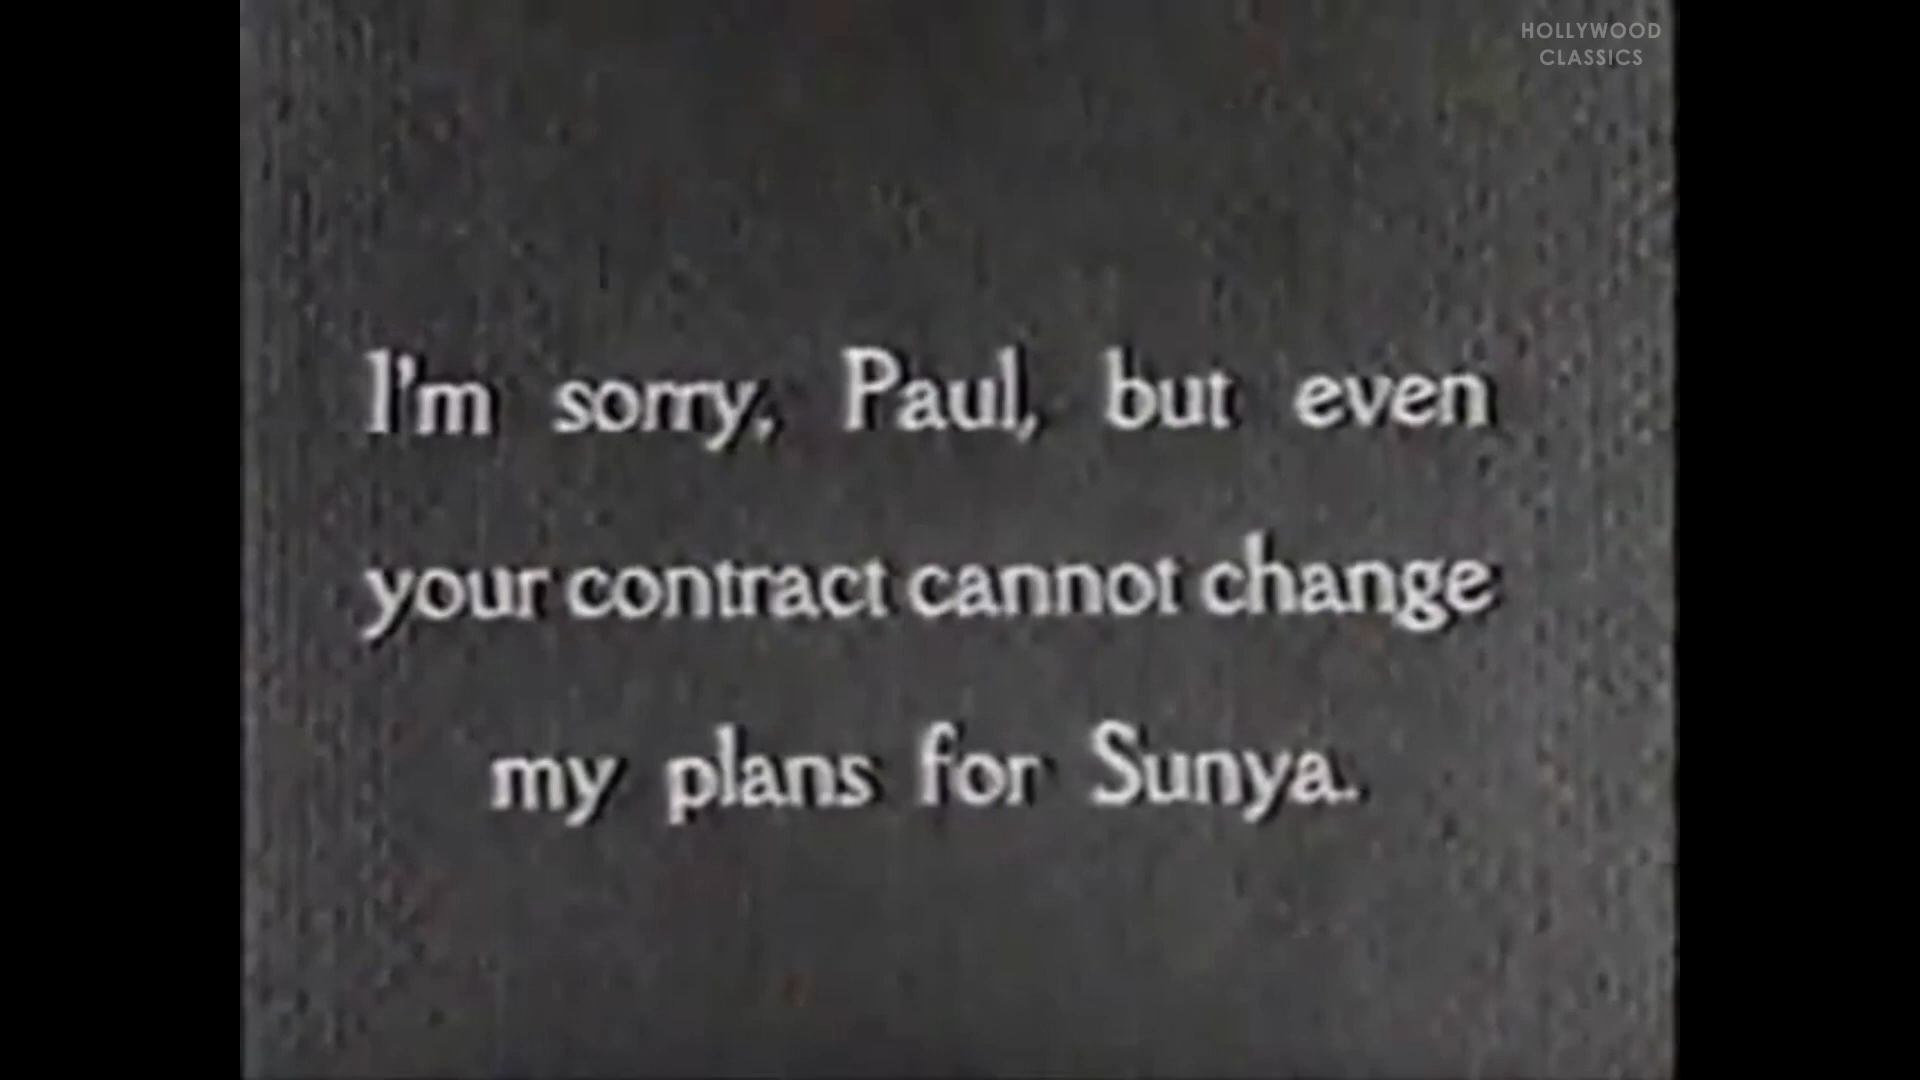 HOLLYWOOD
CLASSICS
I'm sorry, Paul, but even
your contract cannot change
my plans for Sunya.